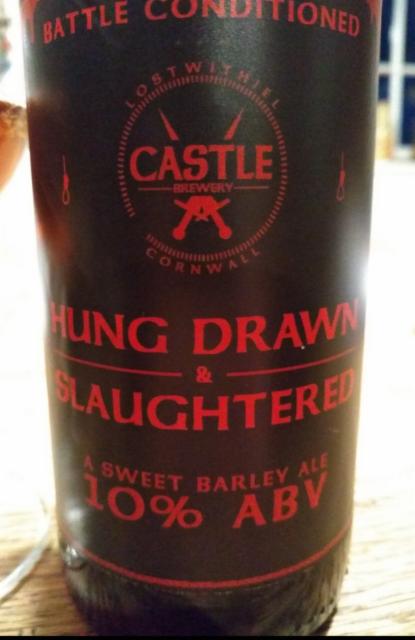 BATTLE CONDITIONED
LOSTWITHIEL
CASTLE
BREWERY
CORNWALL
HUNG DRAWN
&
SLAUGHTERED
A SWEET BARLEY ALE
10% ABV